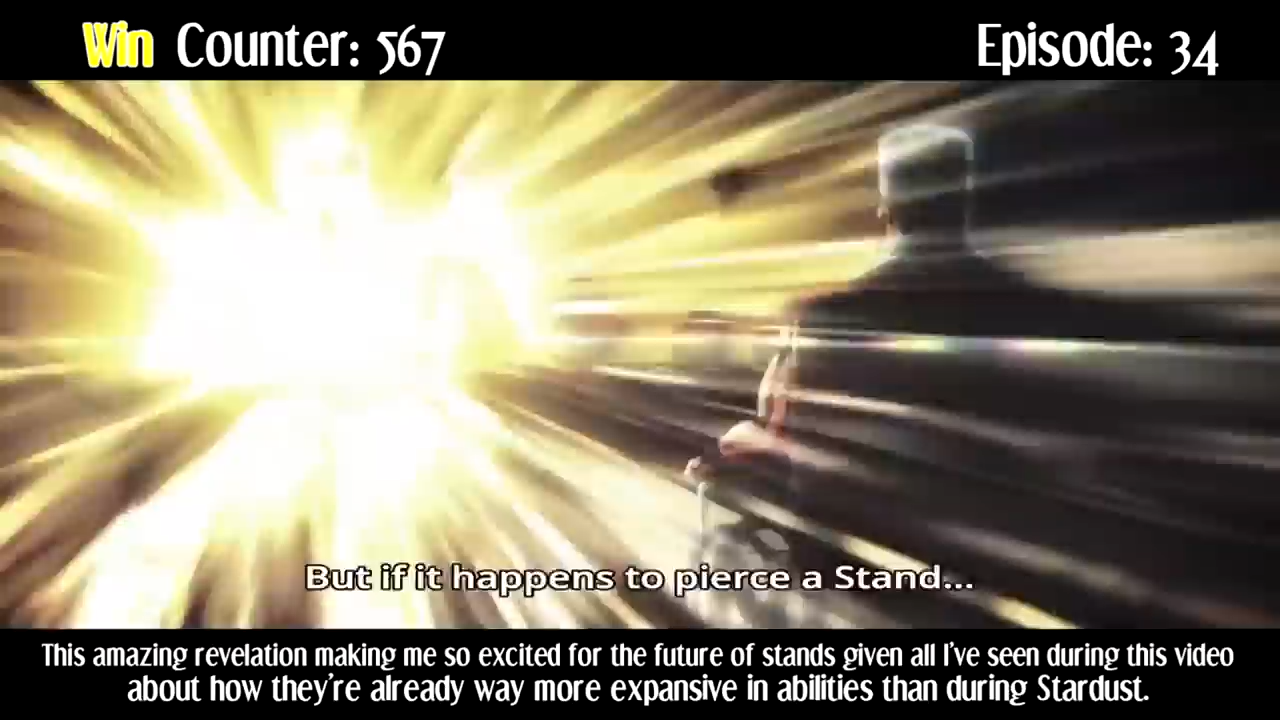 Win Counter: 567
Episode: 34
But if it happens to pierce a Stand...
This amazing revelation making me so excited for the future of stands given all I've seen during this video
about how they're already way more expansive in abilities than during Stardust.